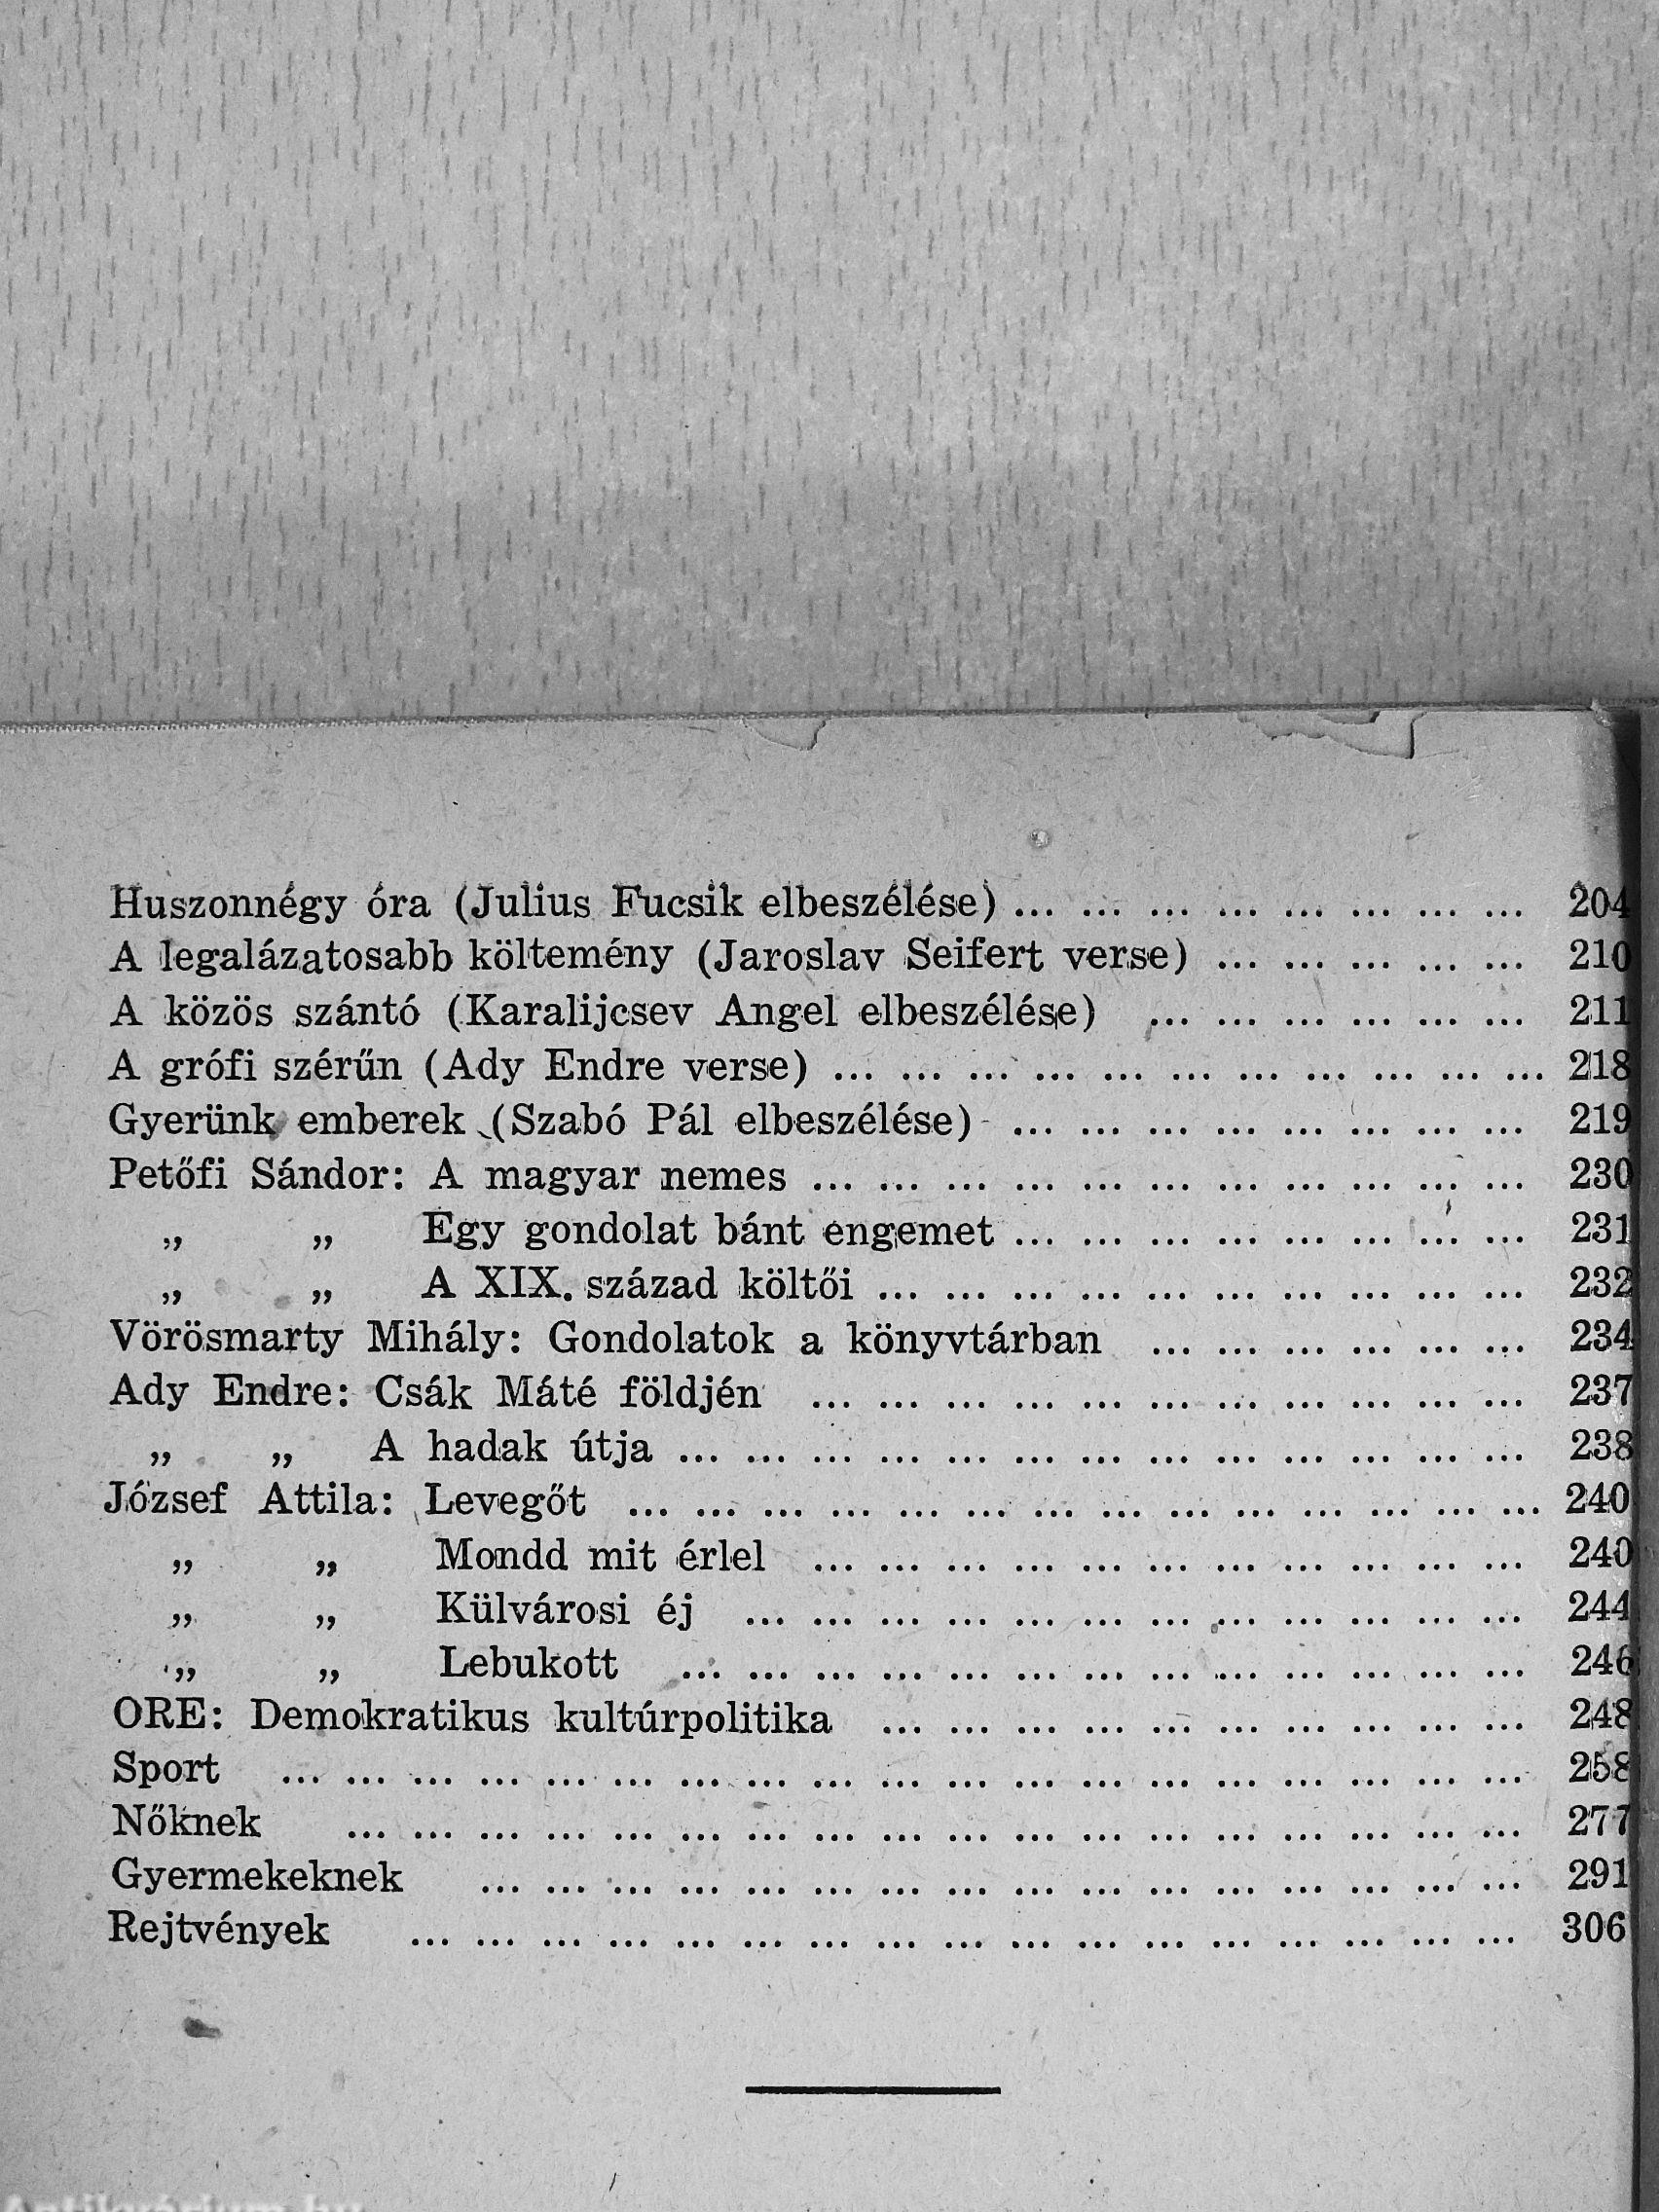 Huszonnégy óra (Julius Fucsik elbeszélése) ... ... ... ... ... ... ... ... 204
A legalázatosabb költemény (Jaroslav Seifert verse) ... ... ... ... ... 210
A közös szántó (Karalijcsev Angel elbeszélése) ... ... ... ... ... ... 211
A grófi szérűn (Ady Endre verse) ... ... ... ... ... ... ... ... ... ... ... 218
Gyerünk emberek (Szabó Pál elbeszélése) ... ... ... ... ... ... ... ... 219
Petőfi Sándor: A magyar nemes ... ... ... ... ... ... ... ... ... ... ... 230
„ „ Egy gondolat bánt engemet ... ... ... ... ... ... ... ... 231
„ „ A XIX. század költői ... ... ... ... ... ... ... ... ... ... 232
Vörösmarty Mihály: Gondolatok a könyvtárban ... ... ... ... ... ... 234
Ady Endre: Csák Máté földjén ... ... ... ... ... ... ... ... ... ... ... 237
„ „ A hadak útja ... ... ... ... ... ... ... ... ... ... ... ... ... 238
József Attila: Levegőt ... ... ... ... ... ... ... ... ... ... ... ... ... ... 240
„ „ Mondd mit érlel ... ... ... ... ... ... ... ... ... ... ... 240
„ „ Külvárosi éj ... ... ... ... ... ... ... ... ... ... ... ... 244
„ „ Lebukott ... ... ... ... ... ... ... ... ... ... ... ... ... 246
ORE: Demokratikus kultúrpolitika ... ... ... ... ... ... ... ... ... ... 248
Sport ... ... ... ... ... ... ... ... ... ... ... ... ... ... ... ... ... ... ... 258
Nőknek ... ... ... ... ... ... ... ... ... ... ... ... ... ... ... ... ... ... 277
Gyermekeknek ... ... ... ... ... ... ... ... ... ... ... ... ... ... ... ... 291
Rejtvények ... ... ... ... ... ... ... ... ... ... ... ... ... ... ... ... ... 306